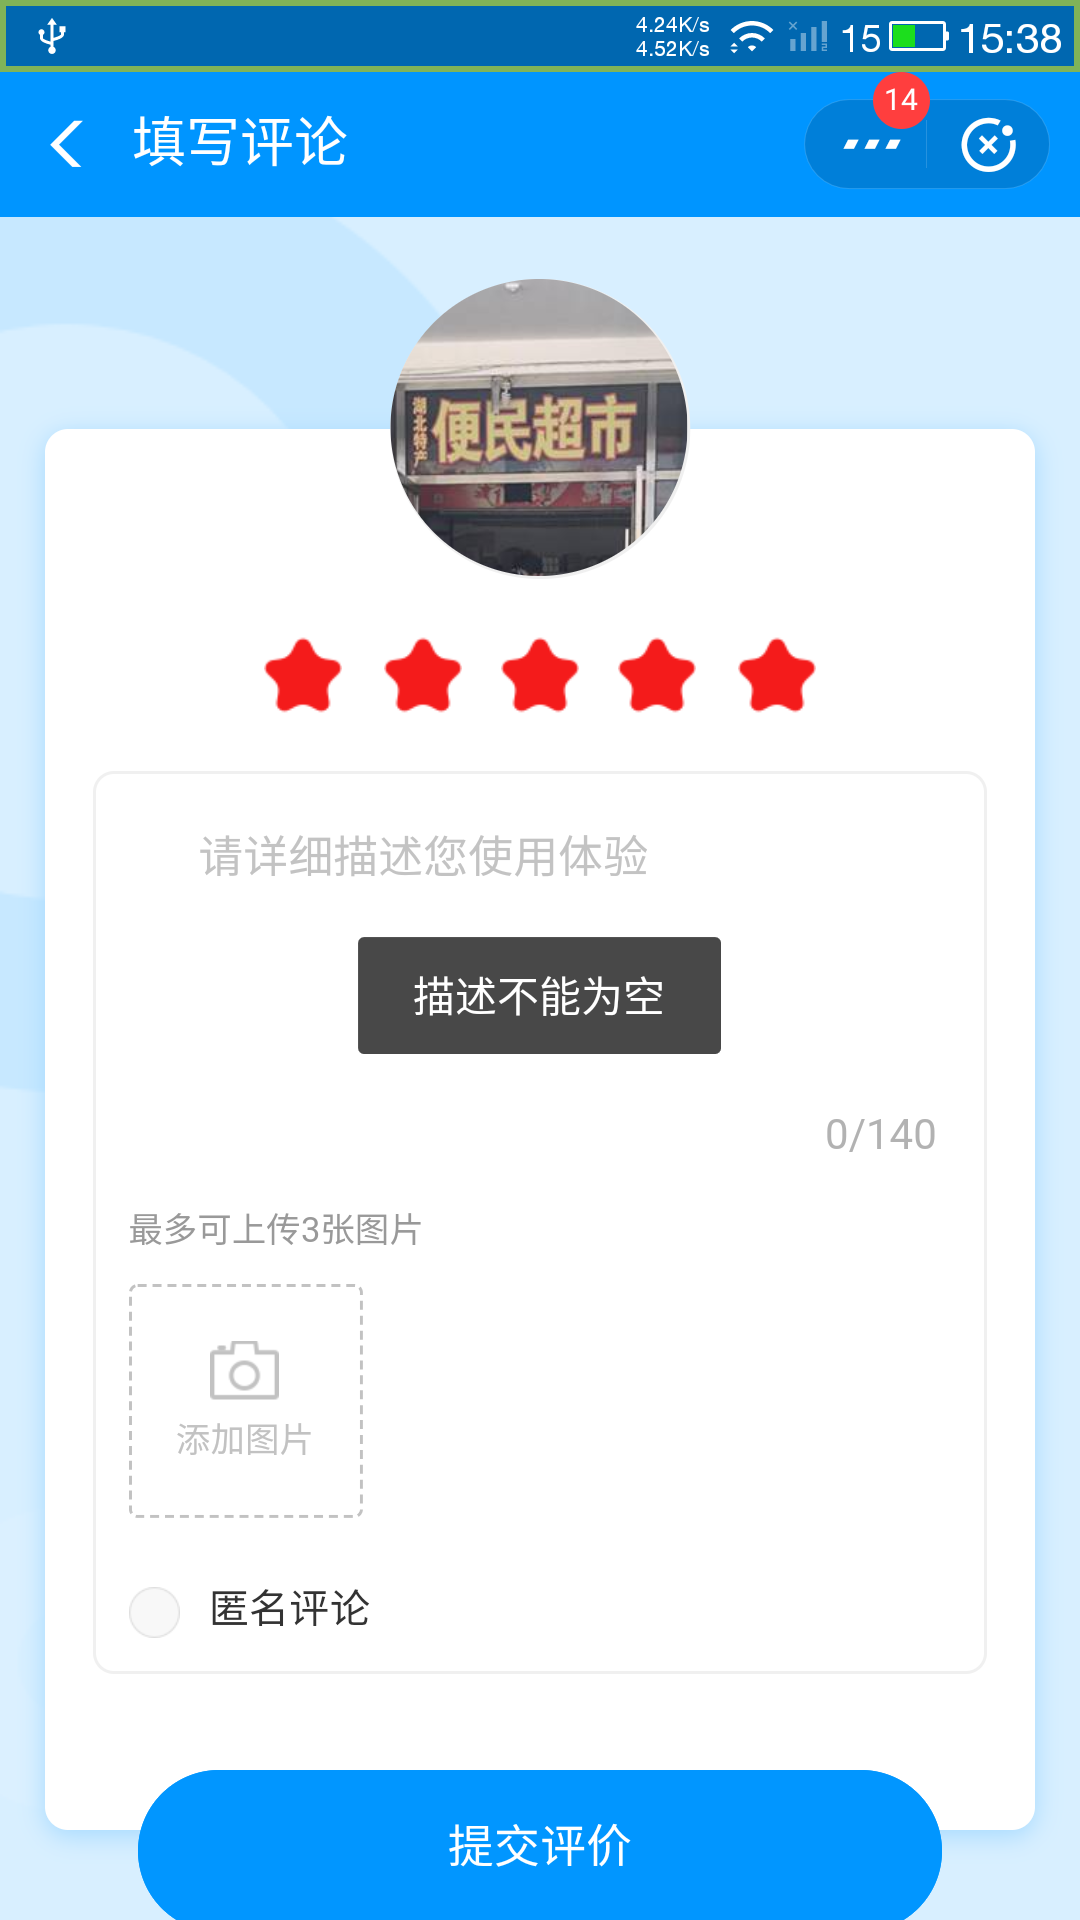 4.24K/s
4.52K/s
15
15:38
填写评论
14
湖北特产
便民超市
请详细描述您使用体验
描述不能为空
0/140
最多可上传3张图片
添加图片
匿名评论
提交评价